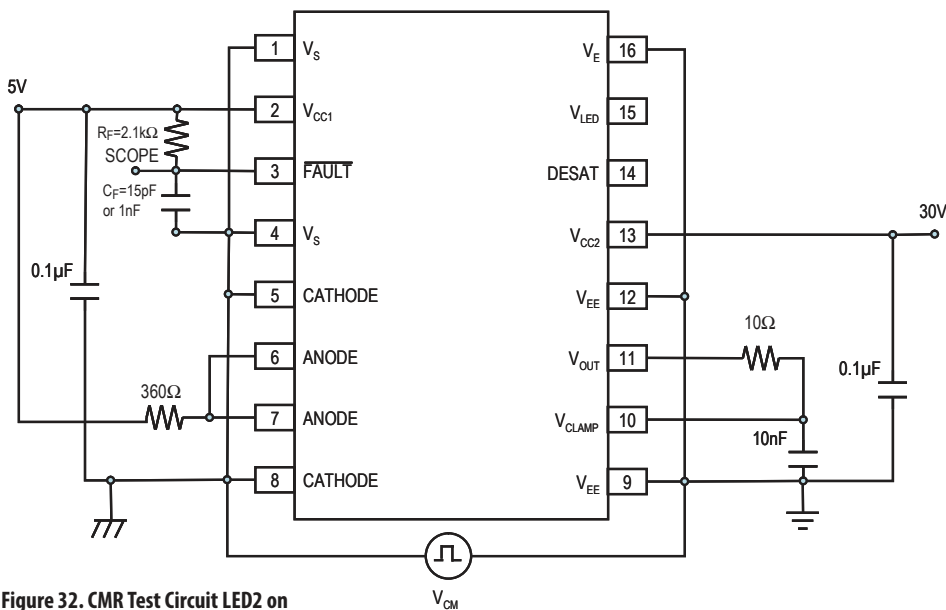 1 V_S
2 V_CC1
3 FAULT
4 V_S
5 CATHODE
6 ANODE
7 ANODE
8 CATHODE
V_E 16
V_LED 15
DESAT 14
V_CC2 13
V_EE 12
V_OUT 11
V_CLAMP 10
V_EE 9
5V
R_F=2.1kΩ
SCOPE
C_F=15pF
or 1nF
0.1µF
360Ω
30V
10Ω
0.1µF
10nF
V_CM
Figure 32. CMR Test Circuit LED2 on